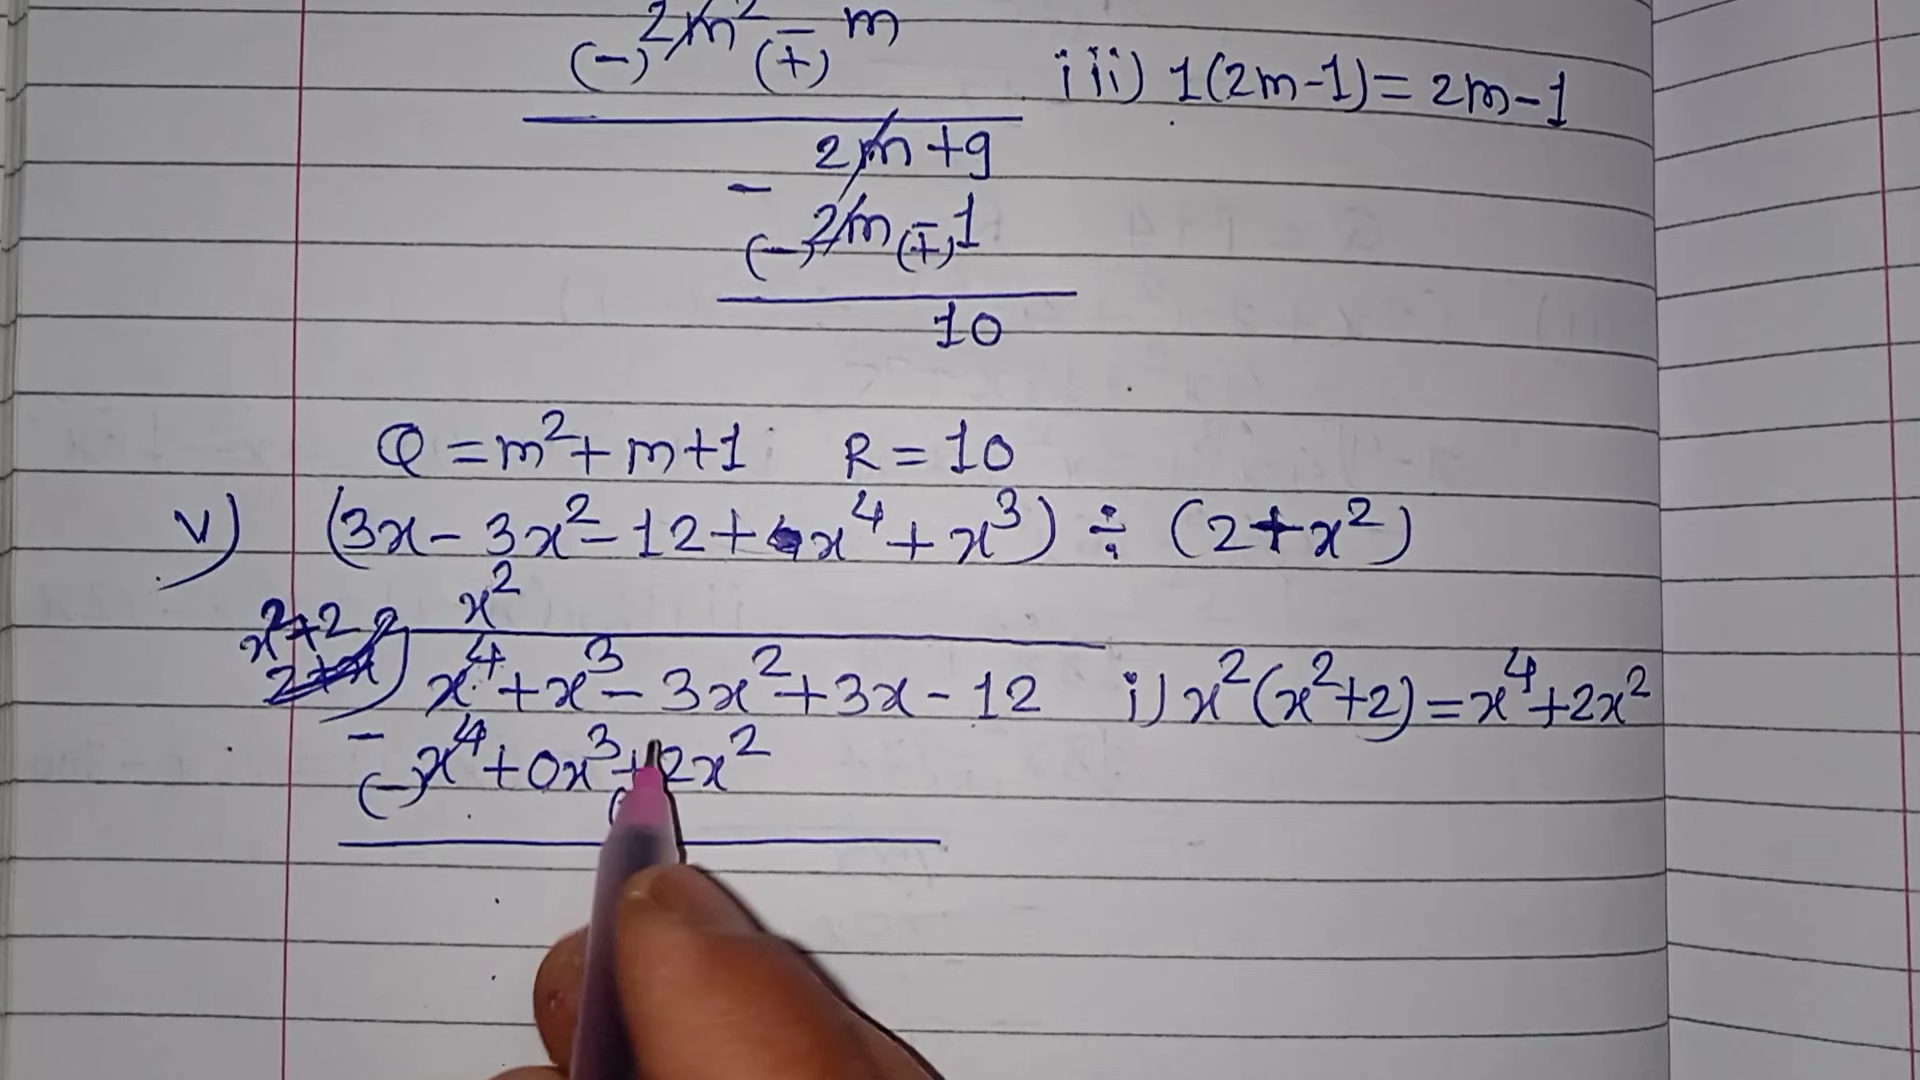 2m² - m
(-) (+)
iii) 1(2m-1)= 2m-1
2m+9
-
2m - 1
(-) (+)
10
Q = m²+ m+1 ; R = 10
v) (3x- 3x²- 12+ x⁴+ x³) ÷ (2+x²)
x²
x²+2 ) x⁴+x³- 3x²+3x-12 i) x²(x²+2)=x⁴+2x²
-
x⁴+0x³+2x²
(-)